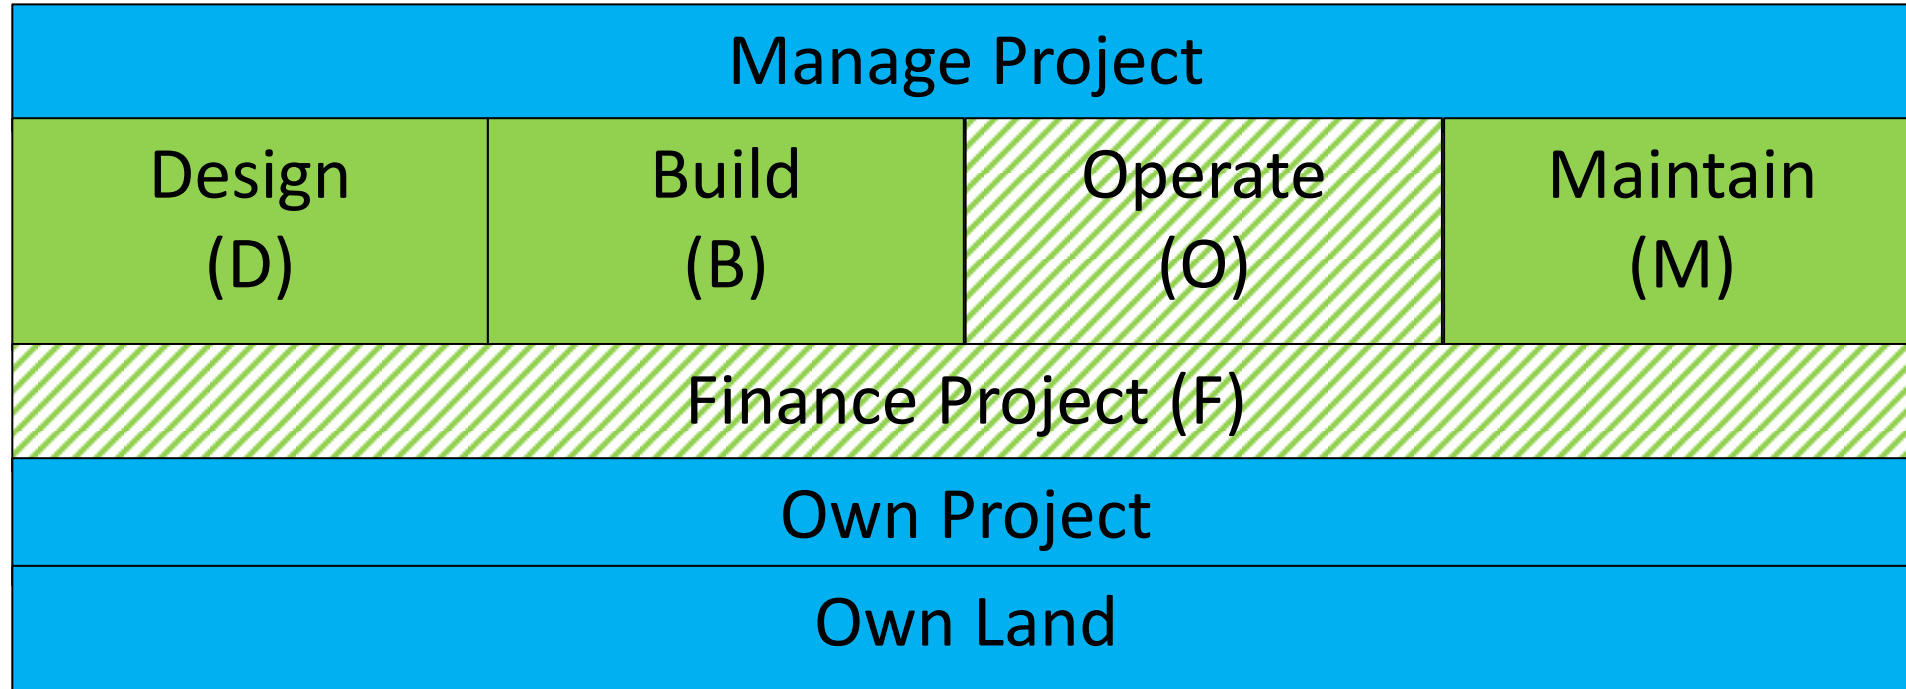 Manage Project
Design
(D)
Build
(B)
Operate
(O)
Maintain
(M)
Finance Project (F)
Own Project
Own Land